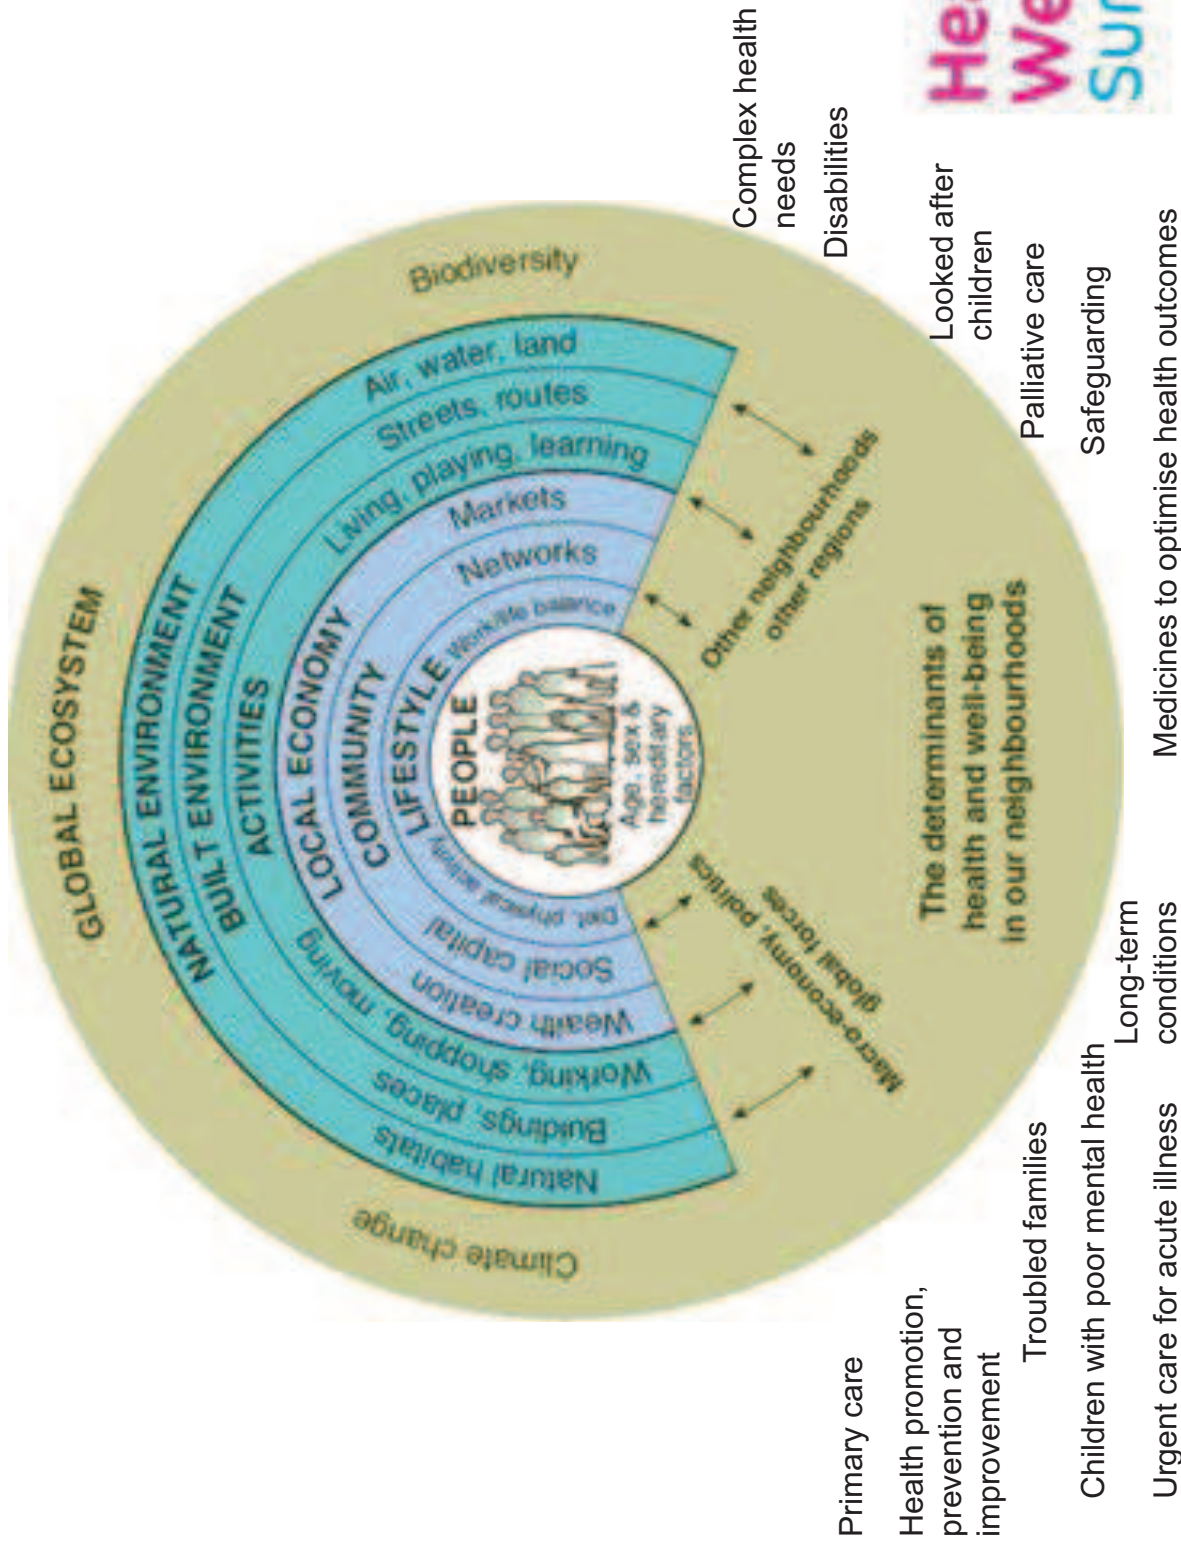 GLOBAL ECOSYSTEM
NATURAL ENVIRONMENT
BUILT ENVIRONMENT
ACTIVITIES
LOCAL ECONOMY
COMMUNITY
LIFESTYLE
PEOPLE
Age, sex &
hereditary
factors
Climate change
Biodiversity
Natural habitats
Air, water, land
Buildings, places
Streets, routes
Working, shopping, moving
Living, playing, learning
Wealth creation
Markets
Social capital
Networks
Diet, physical activity
Work/life balance
Macro-economy, politics
global forces
Other neighbourhoods
other regions
The determinants of
health and well-being
in our neighbourhoods
Primary care
Health promotion,
prevention and
improvement
Troubled families
Children with poor mental health
Long-term
conditions
Urgent care for acute illness
Complex health
needs
Disabilities
Looked after
children
Palliative care
Safeguarding
Medicines to optimise health outcomes
Hea
We
Sur